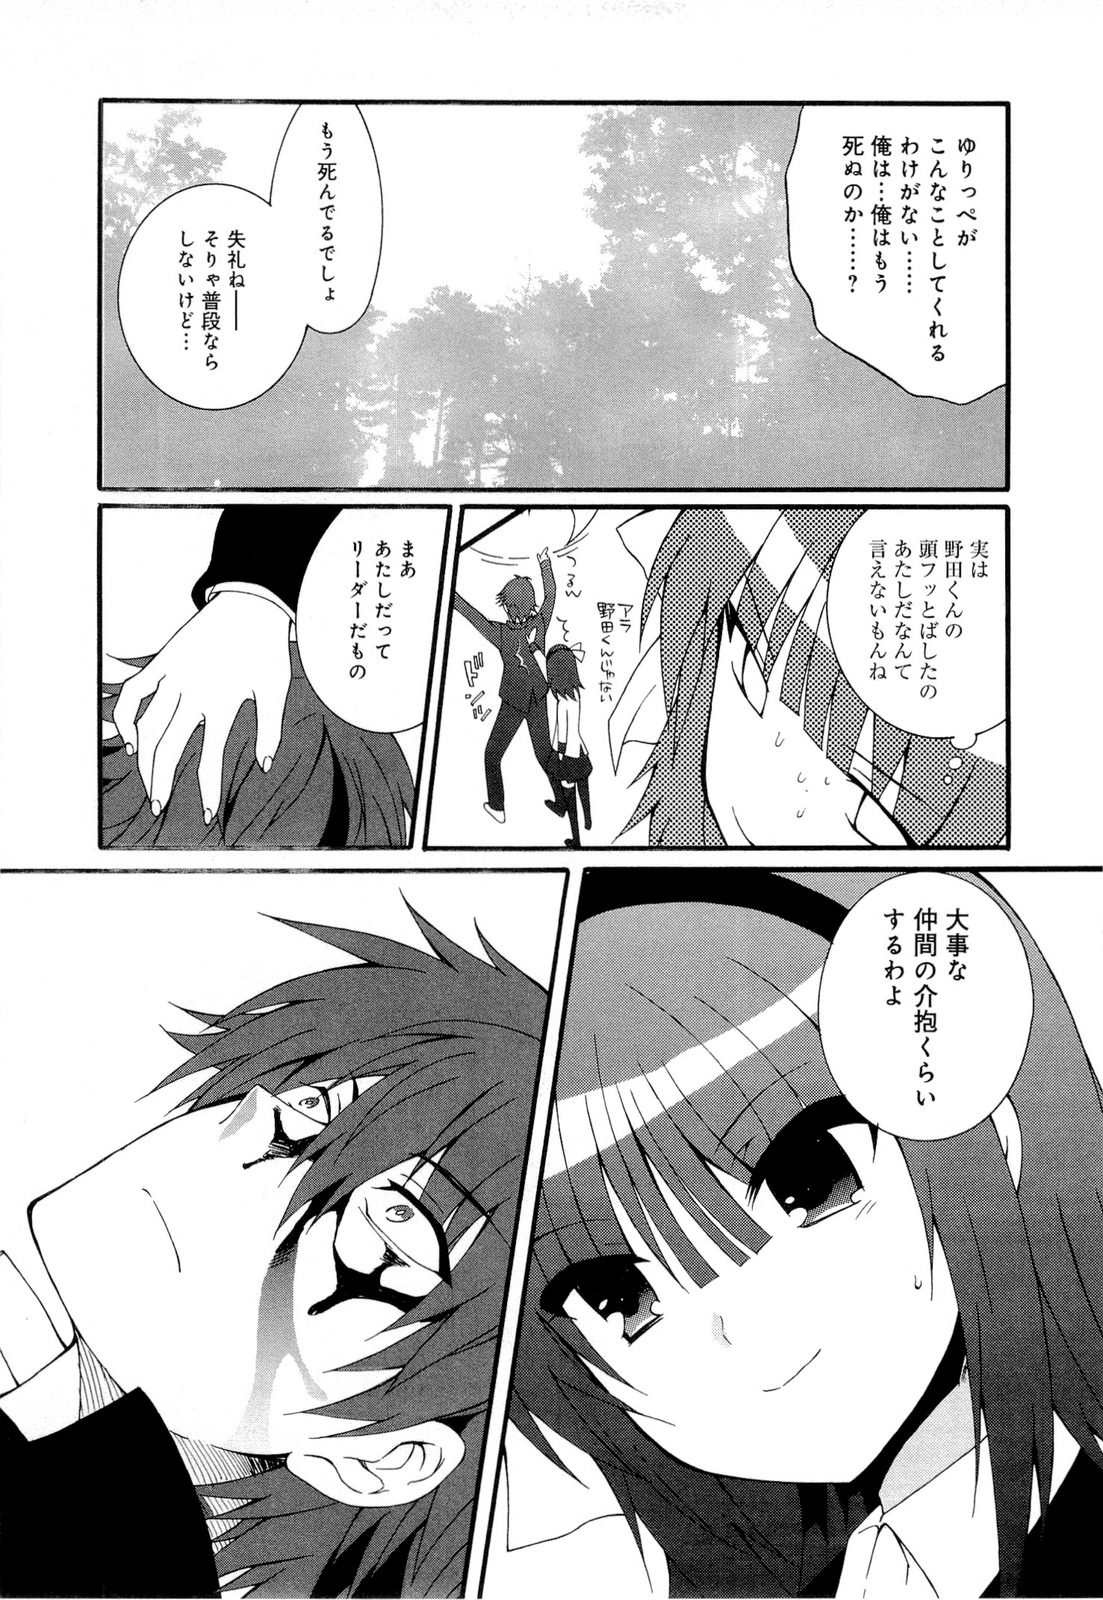 ゆりっぺが
こんなことしてくれる
わけがない……
俺は…俺はもう
死ぬのか……?
もう死んでるでしょ
失礼ね――
そりゃ普段なら
しないけど…
実は
野田くんの
頭フッとばしたの
あたしだなんて
言えないもんね
つるん
アラ
野田くんじゃない
ドンッ
まあ
あたしだって
リーダーだもの
大事な
仲間の介抱くらい
するわよ